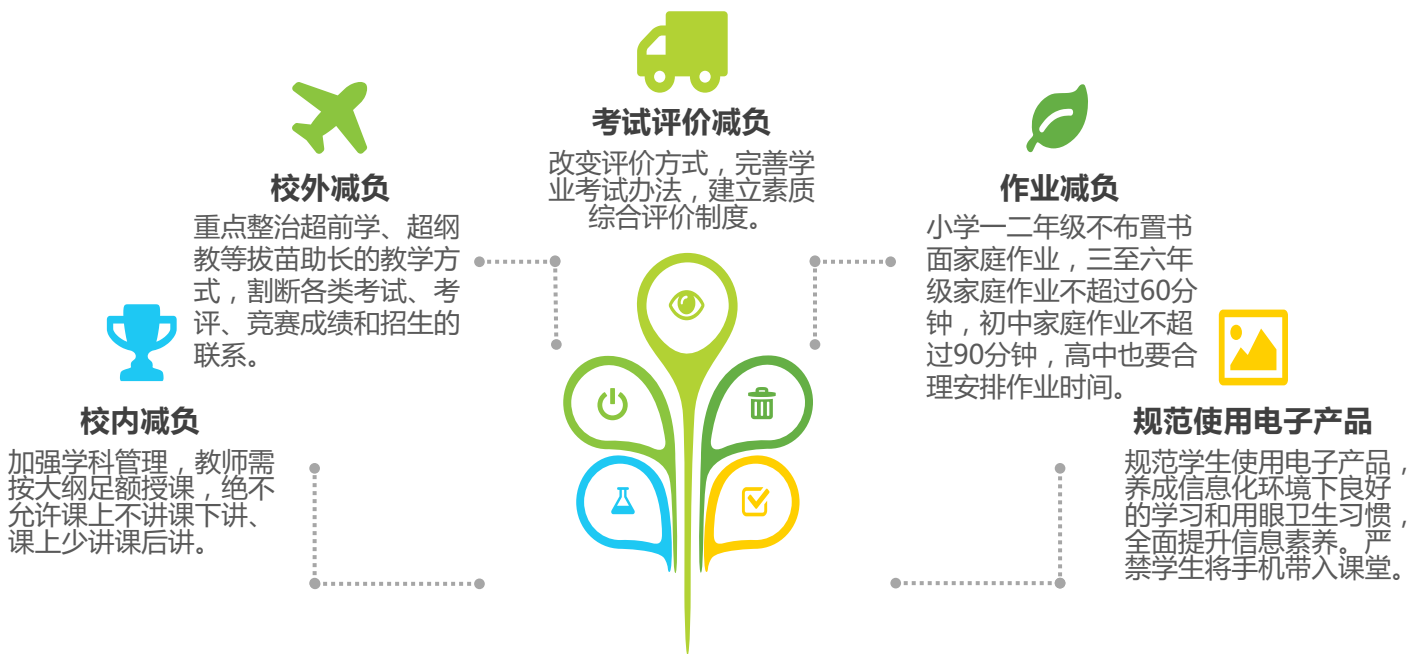 考试评价减负
改变评价方式，完善学
业考试办法，建立素质
综合评价制度。
校外减负
重点整治超前学、超纲
教等拔苗助长的教学方
式，割断各类考试、考
评、竞赛成绩和招生的
联系。
作业减负
小学一二年级不布置书
面家庭作业，三至六年
级家庭作业不超过60分
钟，初中家庭作业不超
过90分钟，高中也要合
理安排作业时间。
校内减负
加强学科管理，教师需
按大纲足额授课，绝不
允许课上不讲课下讲、
课上少讲课后讲。
规范使用电子产品
规范学生使用电子产品，
养成信息化环境下良好
的学习和用眼卫生习惯，
全面提升信息素养。严
禁学生将手机带入课堂。